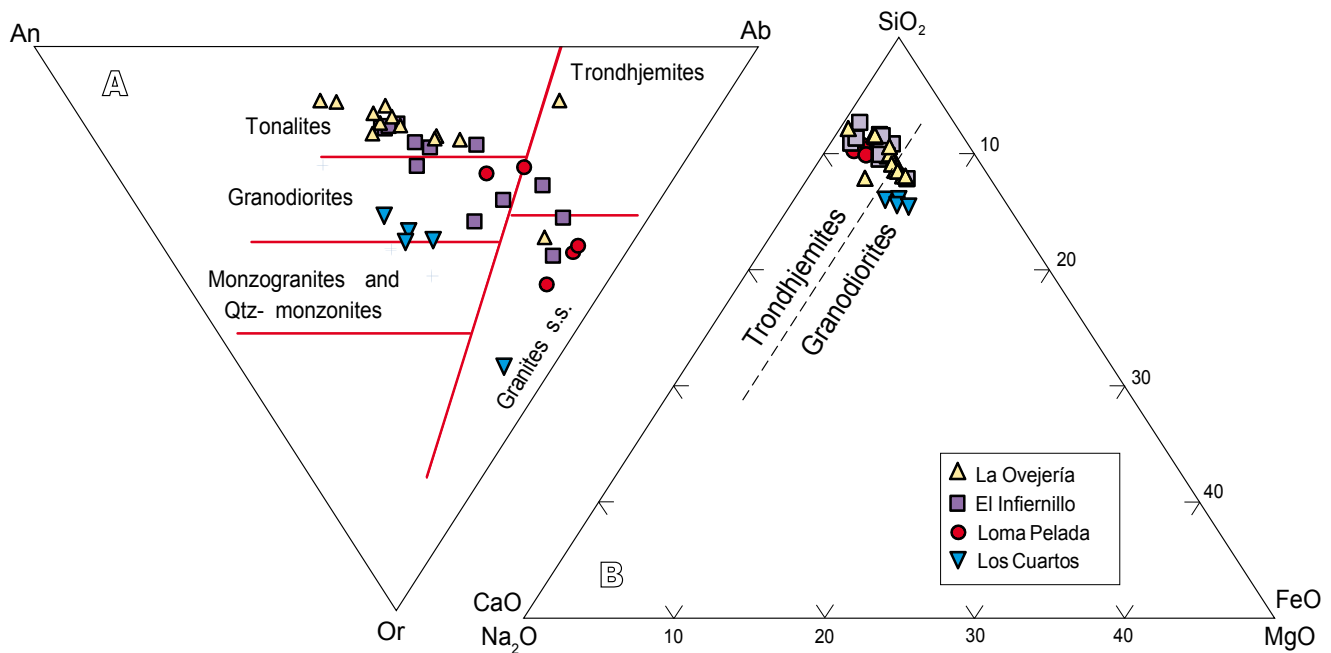 An
Ab
A
Trondhjemites
Tonalites
Granodiorites
Monzogranites and
Qtz- monzonites
Granites s.s.
Or
SiO₂
10
20
30
40
Trondhjemites
Granodiorites
La Ovejería
El Infiernillo
Loma Pelada
Los Cuartos
B
CaO
Na₂O
10
20
30
40
FeO
MgO